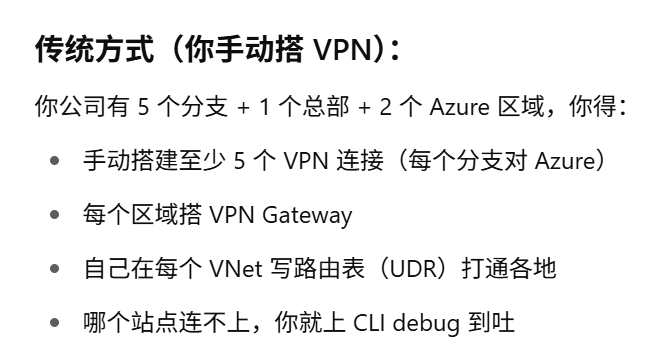 传统方式（你手动搭 VPN）：
你公司有 5 个分支 + 1 个总部 + 2 个 Azure 区域，你得：
• 手动搭建至少 5 个 VPN 连接（每个分支对 Azure）
• 每个区域搭 VPN Gateway
• 自己在每个 VNet 写路由表（UDR）打通各地
• 哪个站点连不上，你就上 CLI debug 到吐